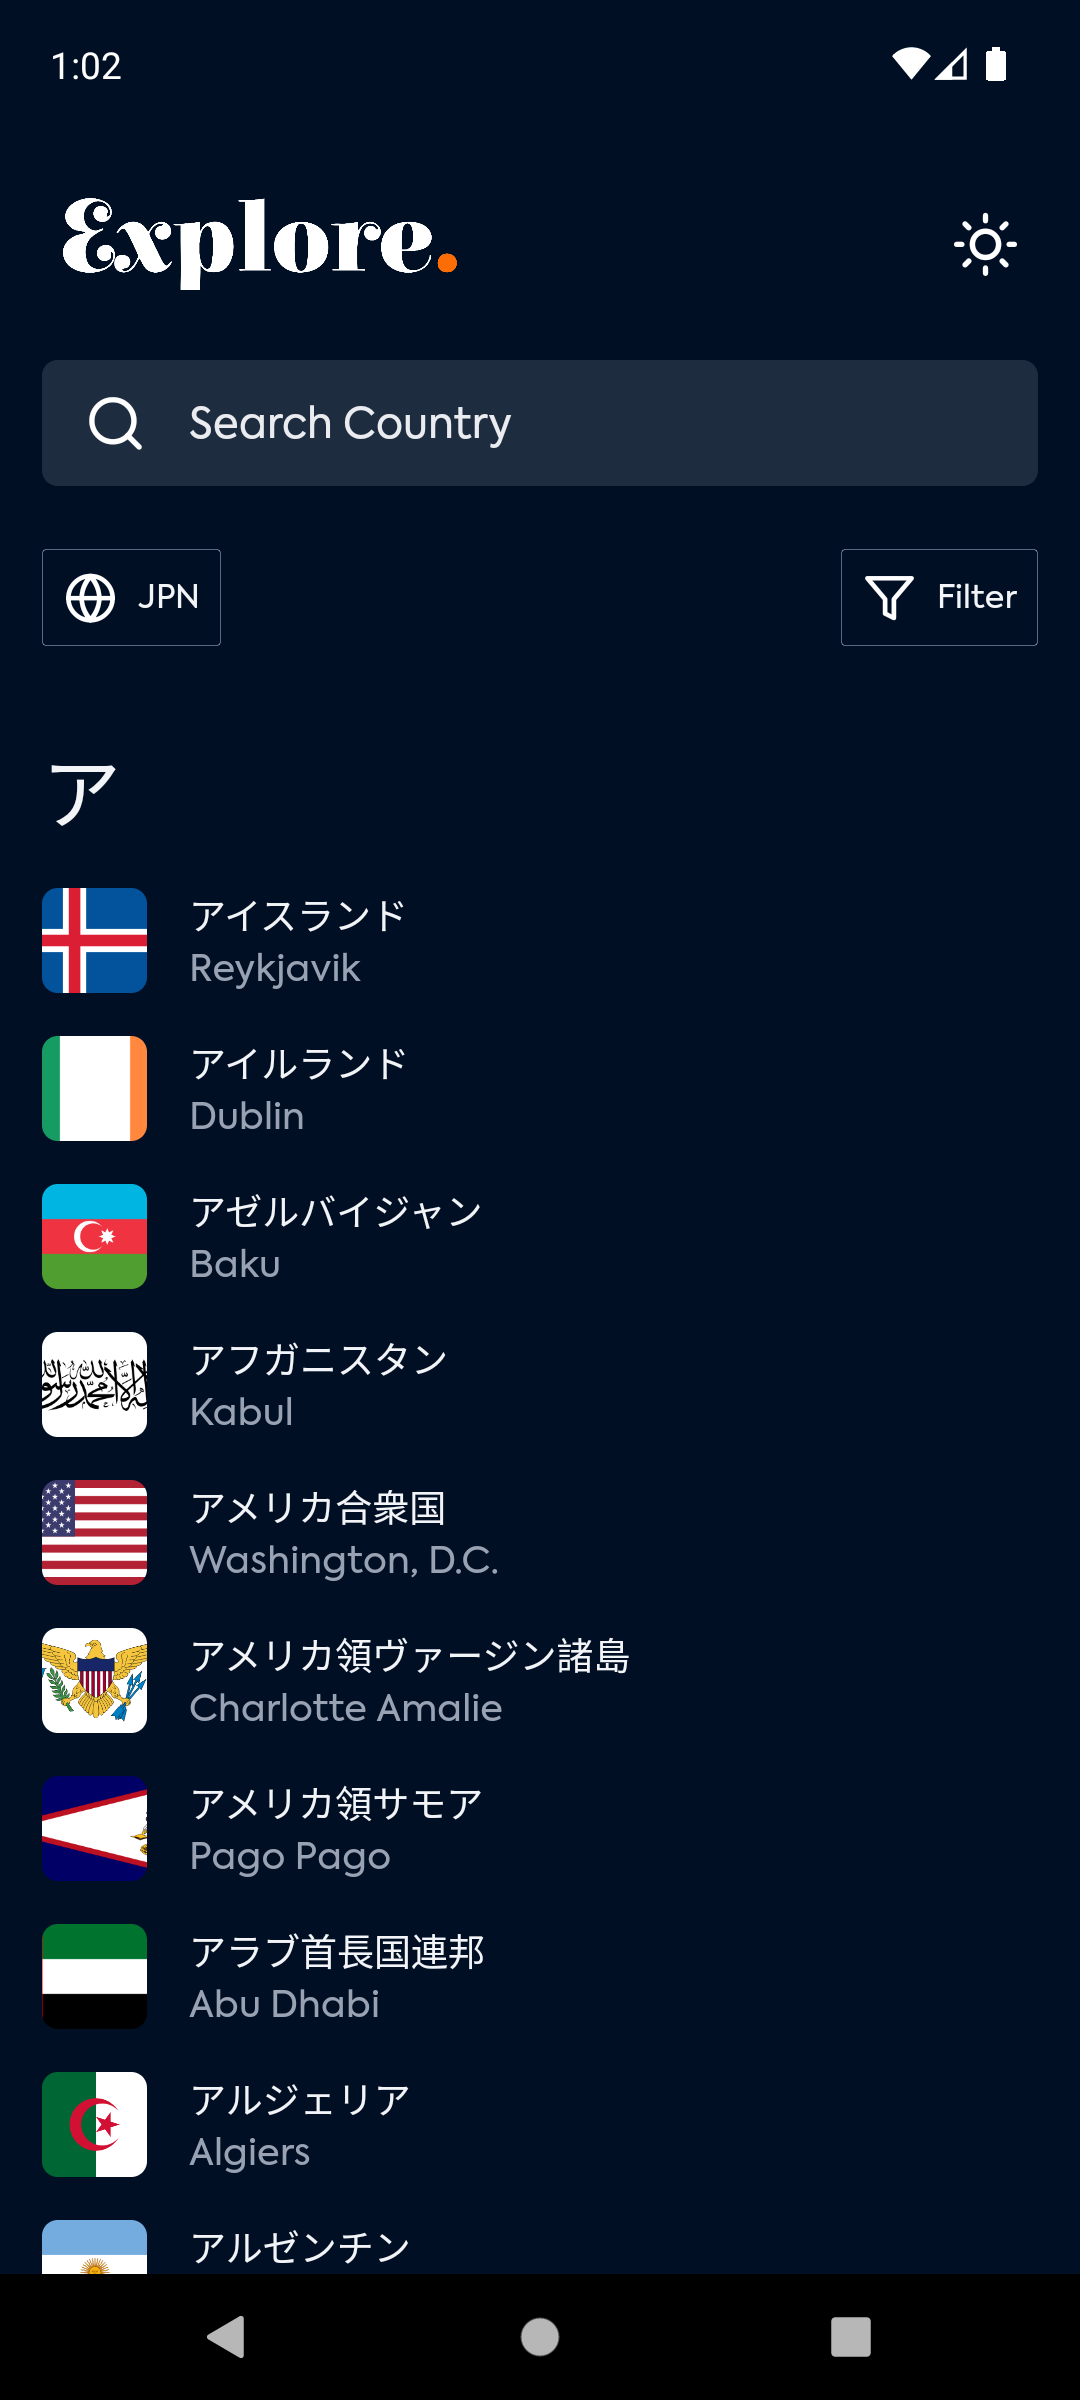 1:02
Explore.
Search Country
JPN
Filter
ア
アイスランド
Reykjavik
アイルランド
Dublin
アゼルバイジャン
Baku
アフガニスタン
Kabul
アメリカ合衆国
Washington, D.C.
アメリカ領ヴァージン諸島
Charlotte Amalie
アメリカ領サモア
Pago Pago
アラブ首長国連邦
Abu Dhabi
アルジェリア
Algiers
アルゼンチン